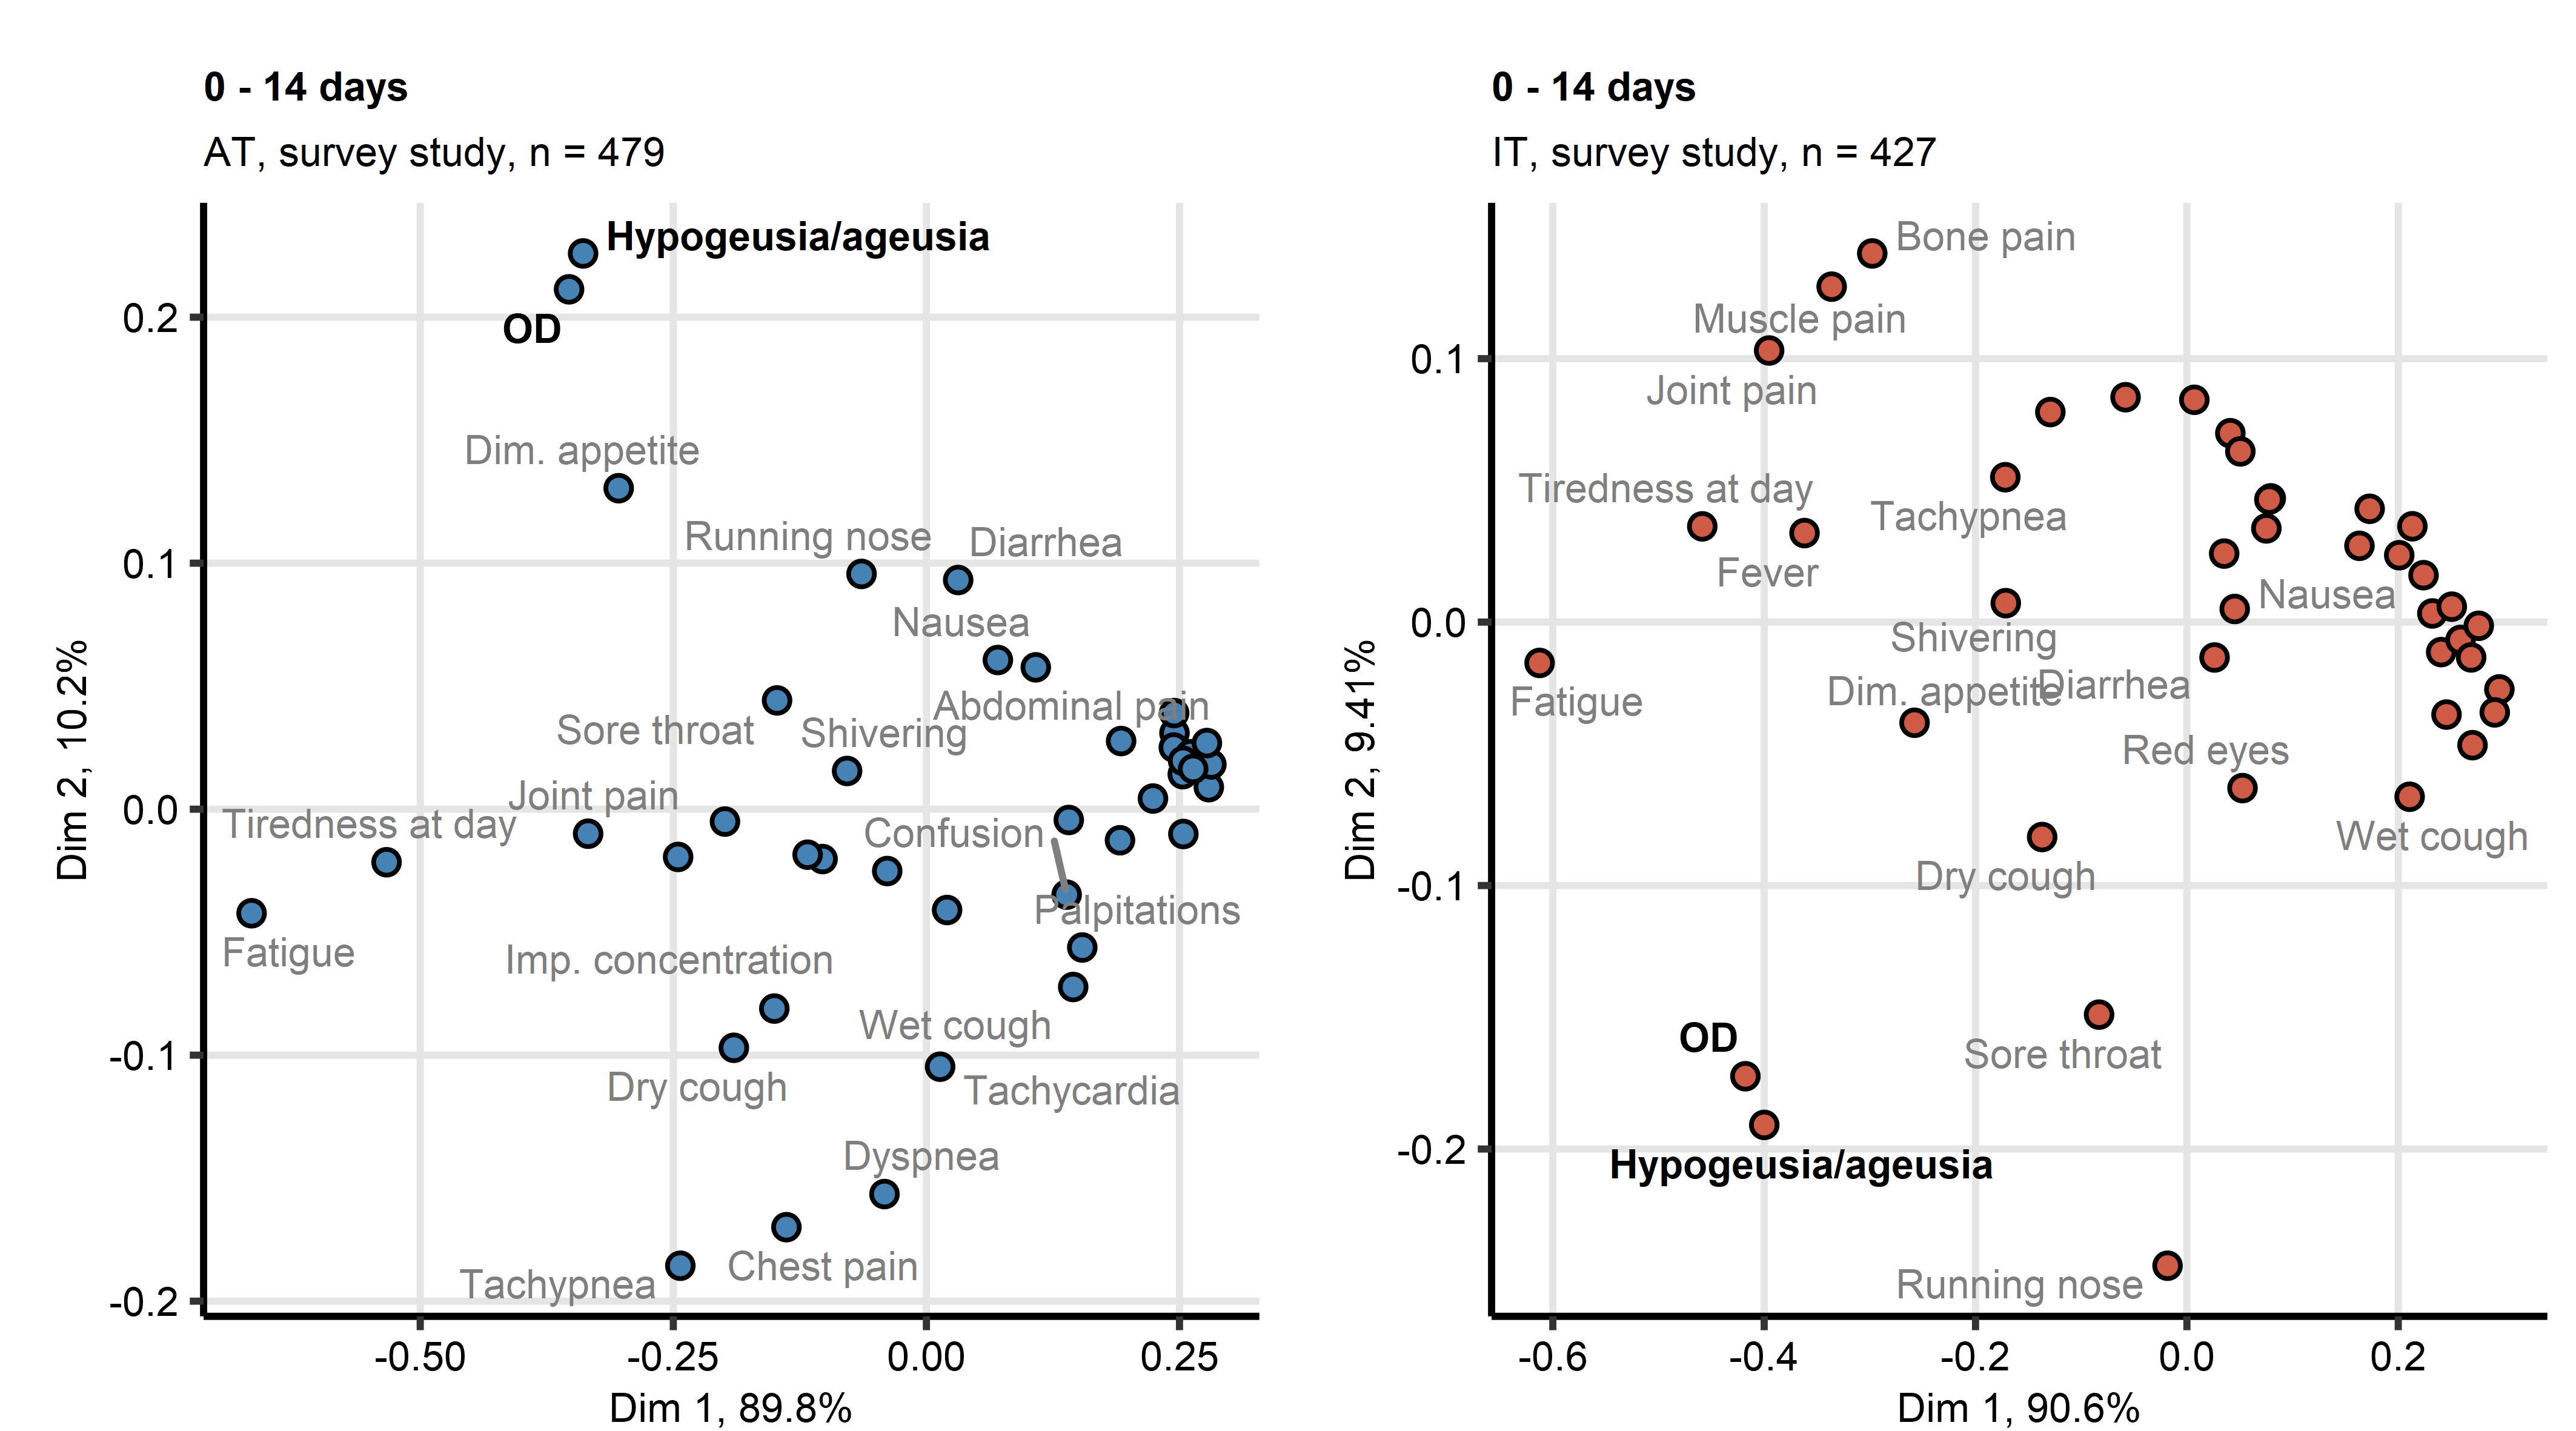 0 - 14 days
AT, survey study, n = 479
Hypogeusia/ageusia
OD
Dim. appetite
Running nose
Diarrhea
Nausea
Abdominal pain
Sore throat
Shivering
Joint pain
Tiredness at day
Confusion
Palpitations
Fatigue
Imp. concentration
Wet cough
Dry cough
Tachycardia
Dyspnea
Chest pain
Tachypnea
0.2
0.1
0.0
-0.1
-0.2
-0.50
-0.25
0.00
0.25
Dim 1, 89.8%
Dim 2, 10.2%
0 - 14 days
IT, survey study, n = 427
Bone pain
Muscle pain
Joint pain
Tiredness at day
Tachypnea
Fever
Nausea
Shivering
Fatigue
Dim. appetite
Diarrhea
Red eyes
Wet cough
Dry cough
OD
Sore throat
Hypogeusia/ageusia
Running nose
0.1
0.0
-0.1
-0.2
-0.6
-0.4
-0.2
0.0
0.2
Dim 1, 90.6%
Dim 2, 9.41%